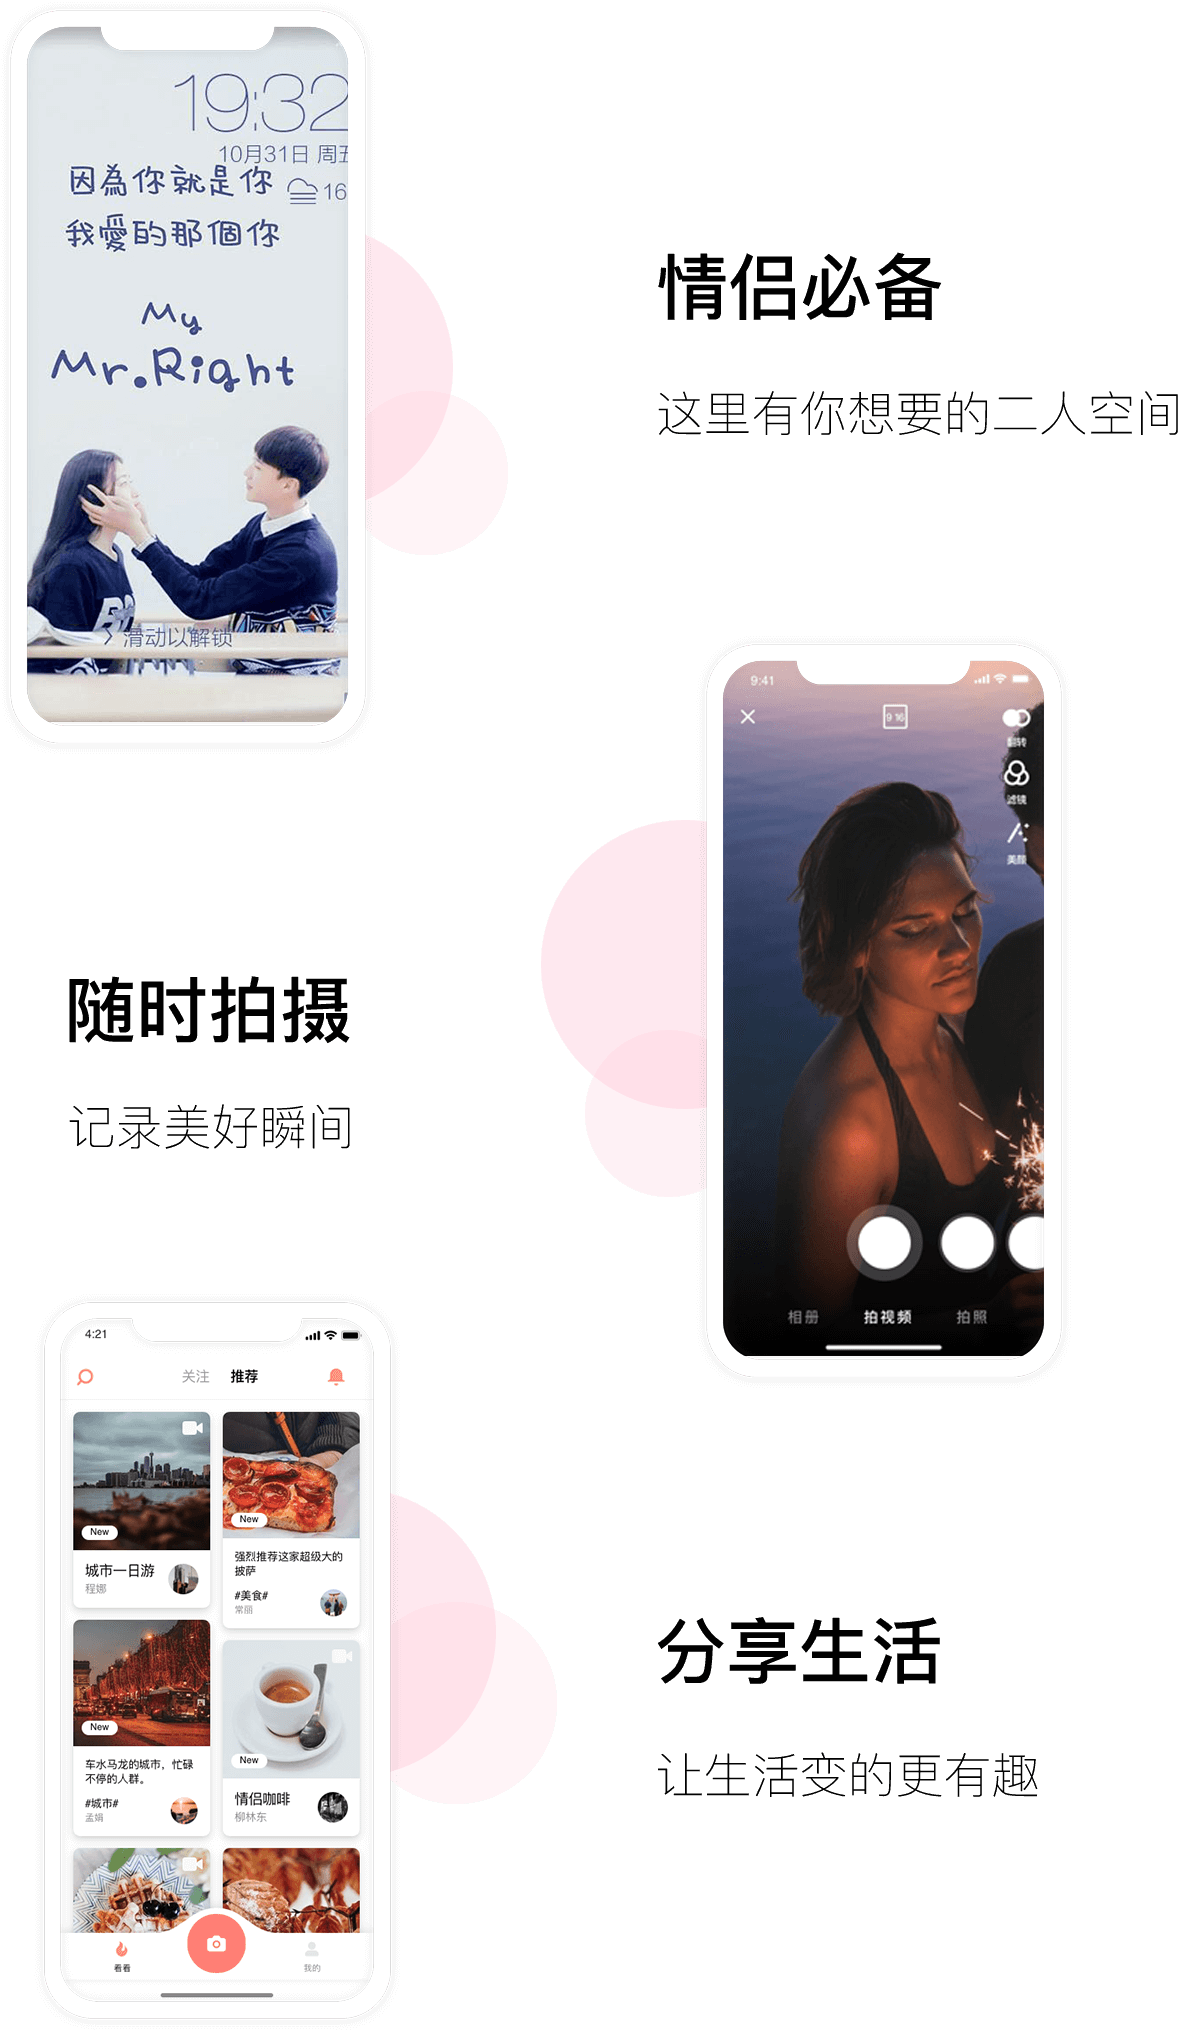 19:32
10月31日 周五
因為你就是你
16
我愛的那個你
My
Mr.Right
滑动以解锁
情侣必备
这里有你想要的二人空间
9:41
9 16
翻转
滤镜
美颜
相册
拍视频
拍照
随时拍摄
记录美好瞬间
4:21
关注
推荐
New
城市一日游
程娜
New
强烈推荐这家超级大的
披萨
#美食#
常丽
New
车水马龙的城市，忙碌
不停的人群。
#城市#
孟娟
New
情侣咖啡
柳林东
看看
我的
分享生活
让生活变的更有趣